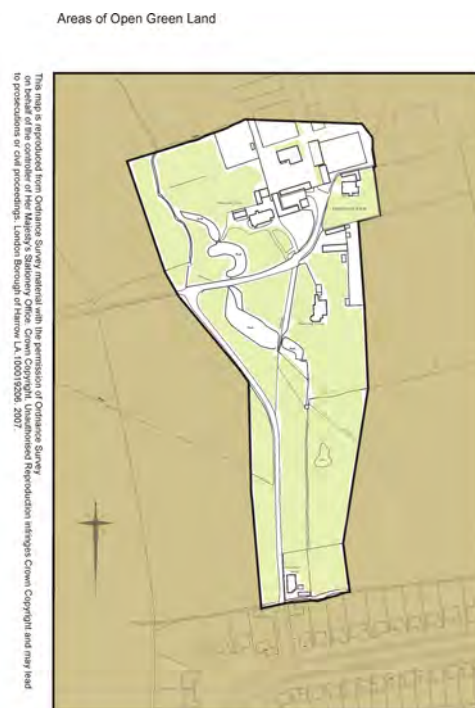 Areas of Open Green Land
This map is reproduced from Ordnance Survey material with the permission of Ordnance Survey
on behalf of the controller of Her Majesty's Stationery Office. Crown Copyright. Unauthorised Reproduction infringes Crown Copyright and may lead
to prosecutions or civil proceedings. London Borough of Harrow LA.100019206. 2007.